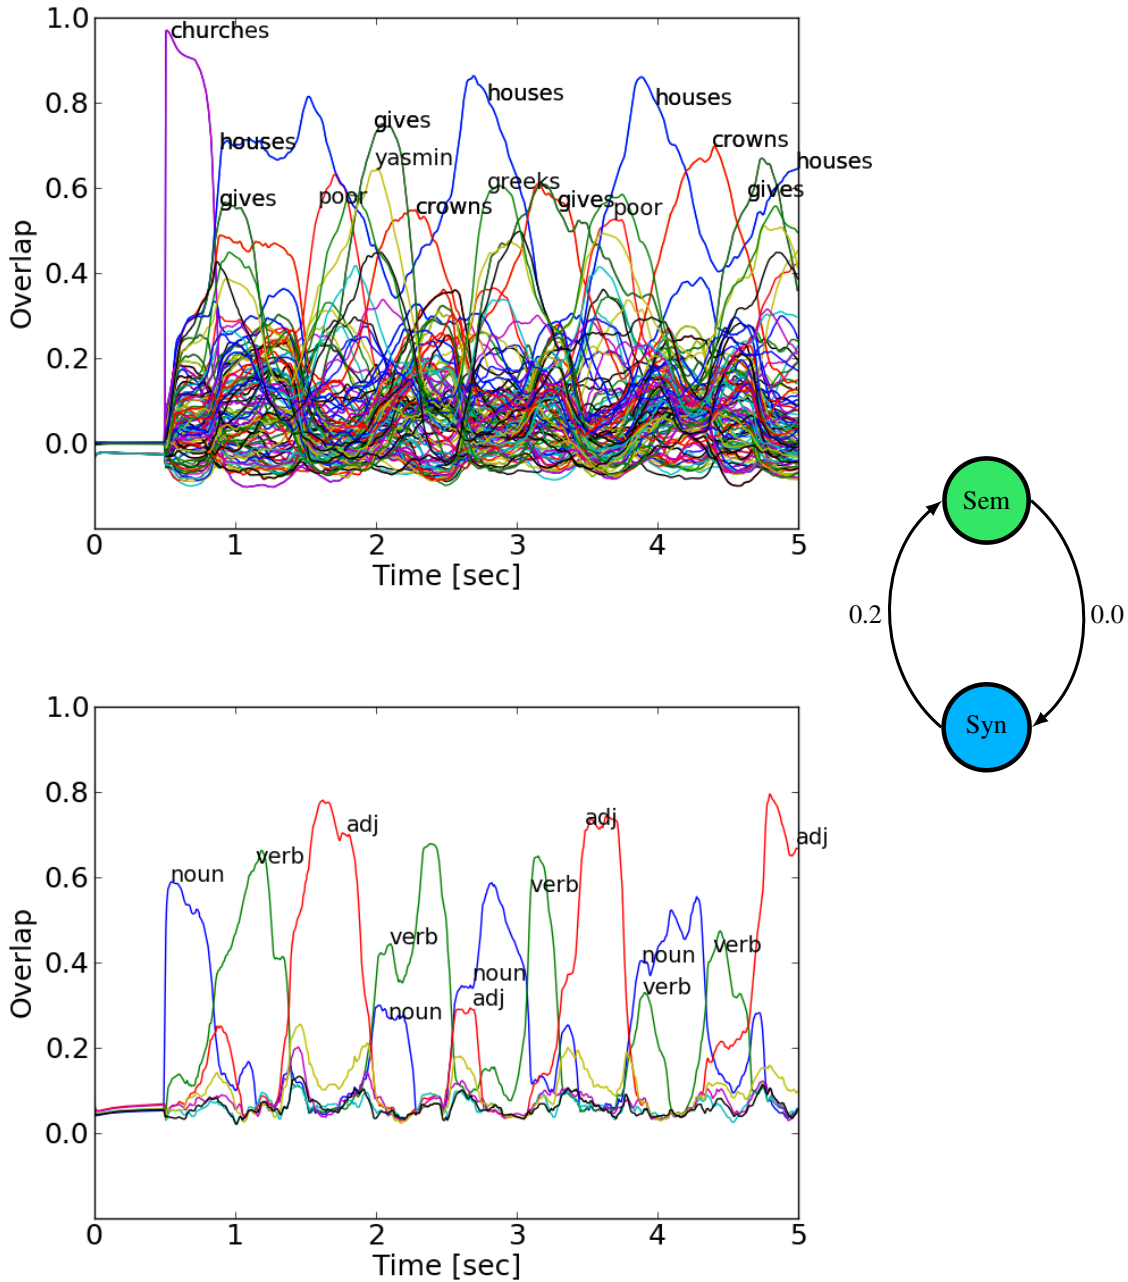 1.0
churches
0.8
houses
houses
gives
crowns
houses
yasmin
houses
0.6
poor
greeks
gives
gives
crowns
gives
poor
Overlap
0.4
0.2
0.0
0 1 2 3 4 5
Time [sec]
Sem
0.2 0.0
Syn
1.0
0.8
adj
adj
adj
verb
noun
0.6
verb
verb
verb
noun
Overlap
0.4
noun
adj
verb
noun
0.2
0.0
0 1 2 3 4 5
Time [sec]